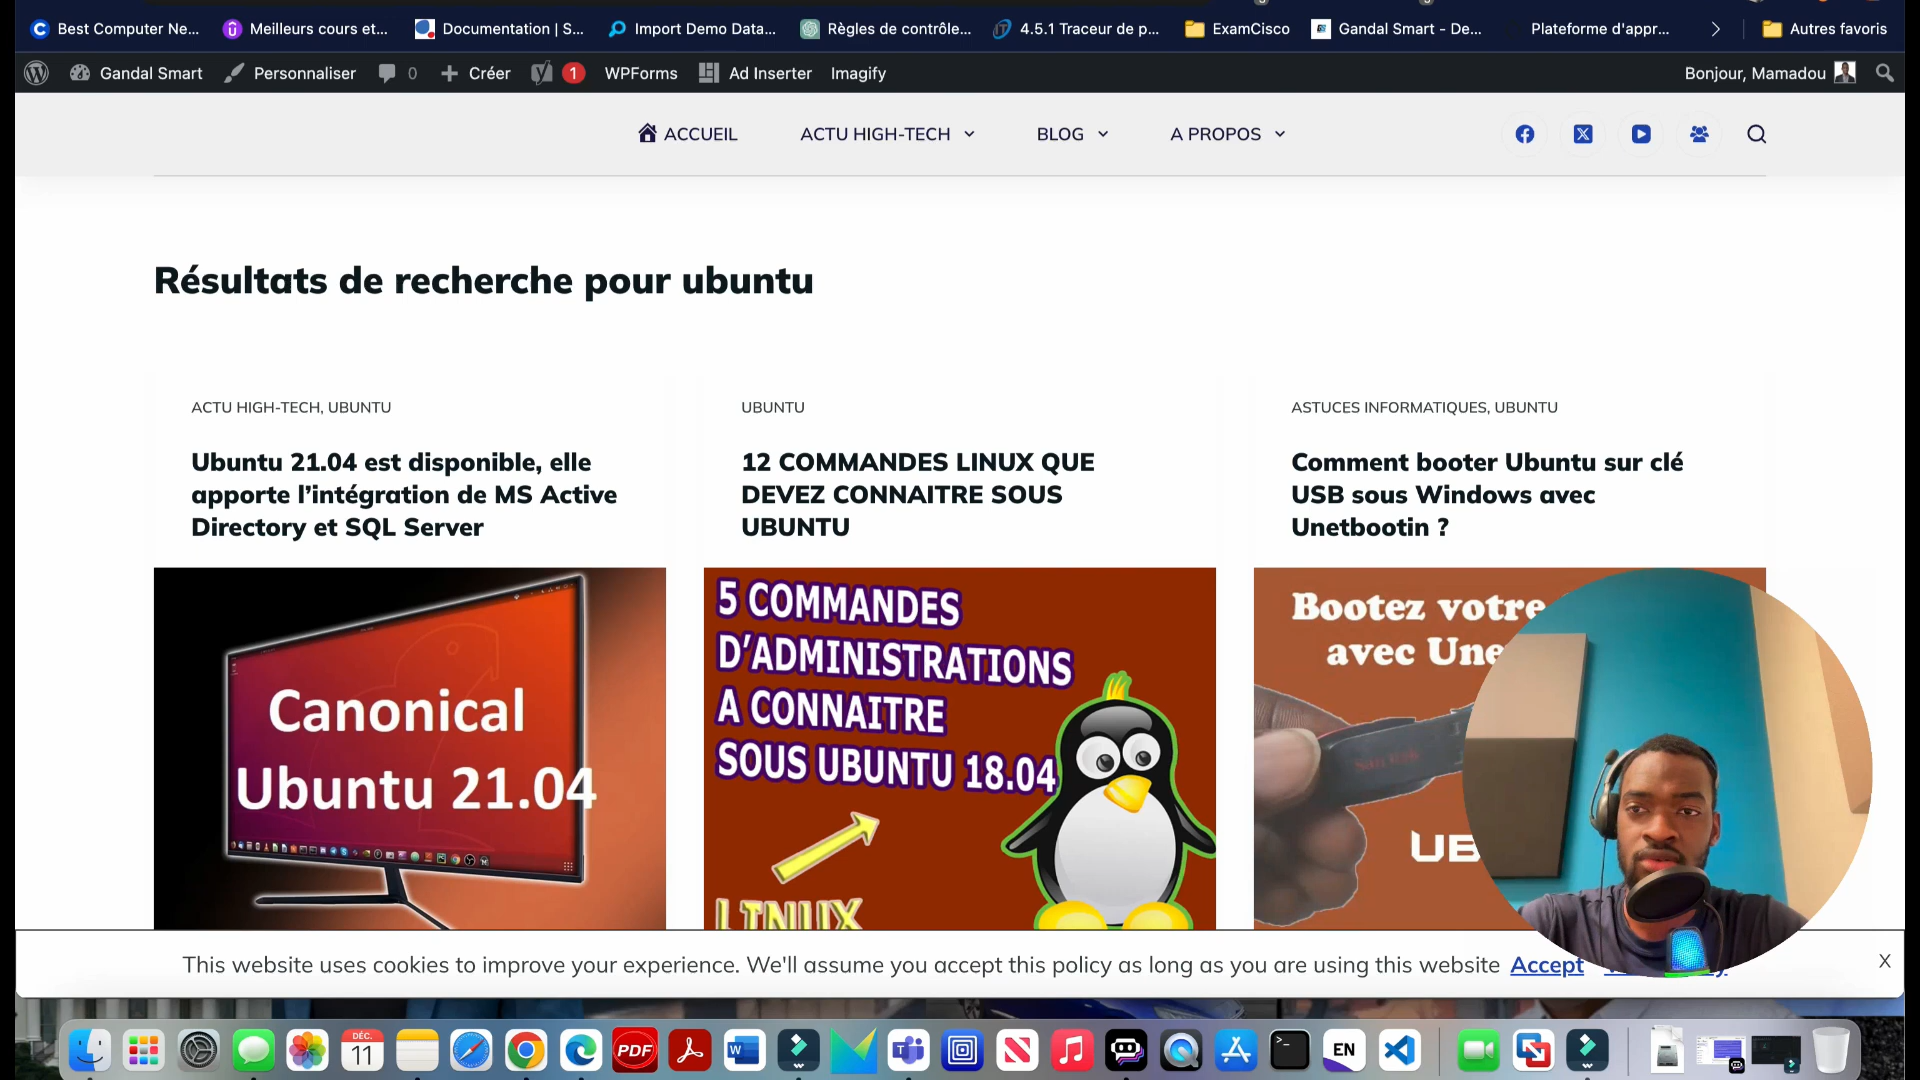 Best Computer Ne...
Meilleurs cours et...
Documentation | S...
Import Demo Data...
Règles de contrôle...
4.5.1 Traceur de p...
ExamCisco
Gandal Smart - De...
Plateforme d'appr...
Autres favoris
Gandal Smart
Personnaliser
0
Créer
1
WPForms
Ad Inserter
Imagify
Bonjour, Mamadou
ACCUEIL
ACTU HIGH-TECH
BLOG
A PROPOS
Résultats de recherche pour ubuntu
ACTU HIGH-TECH, UBUNTU
Ubuntu 21.04 est disponible, elle
apporte l’intégration de MS Active
Directory et SQL Server
Canonical
Ubuntu 21.04
UBUNTU
12 COMMANDES LINUX QUE
DEVEZ CONNAITRE SOUS
UBUNTU
5 COMMANDES
D’ADMINISTRATIONS
A CONNAITRE
SOUS UBUNTU 18.04
LINUX
ASTUCES INFORMATIQUES, UBUNTU
Comment booter Ubuntu sur clé
USB sous Windows avec
Unetbootin ?
Bootez votre
avec Une
SanDisk
UB
This website uses cookies to improve your experience. We'll assume you accept this policy as long as you are using this website Accept
X
DÉC.
11
PDF
EN